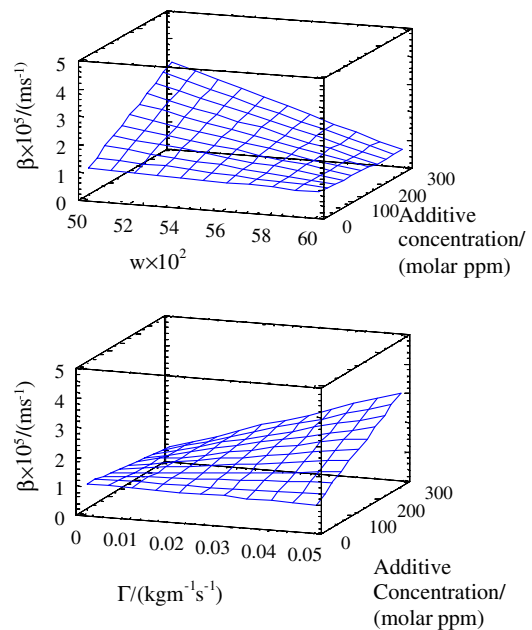 5
4
3
2
1
0
β×10⁵/(ms⁻¹)
50 52 54 56 58 60
w×10²
0 100 200 300
Additive
concentration/
(molar ppm)
5
4
3
2
1
0
β×10⁵/(ms⁻¹)
0 0.01 0.02 0.03 0.04 0.05
Γ/(kgm⁻¹s⁻¹)
0 100 200 300
Additive
Concentration/
(molar ppm)